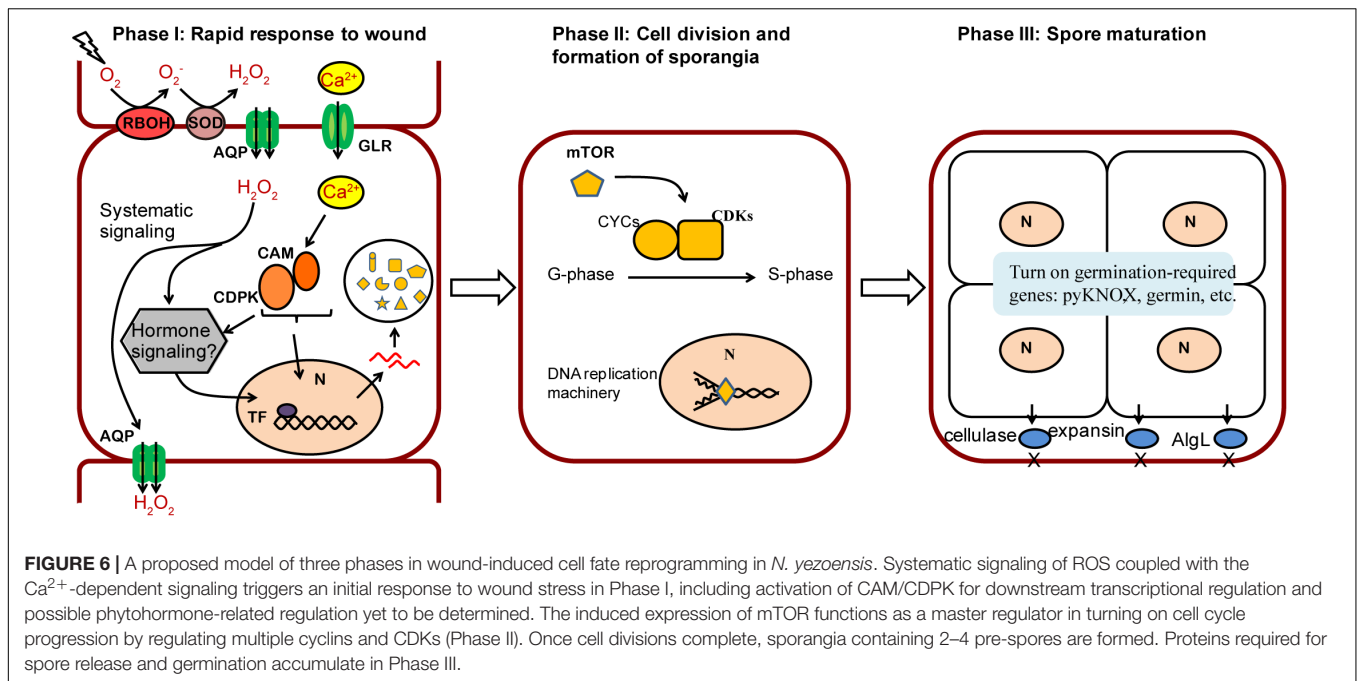 Phase I: Rapid response to wound
O₂
O₂⁻
H₂O₂
Ca²⁺
RBOH
SOD
AQP
GLR
H₂O₂
Ca²⁺
Systematic
signaling
CAM
CDPK
Hormone
signaling?
N
TF
AQP
H₂O₂
Phase II: Cell division and
formation of sporangia
mTOR
CYCs
CDKs
G-phase
S-phase
N
DNA replication
machinery
Phase III: Spore maturation
N
N
Turn on germination-required
genes: pyKNOX, germin, etc.
N
N
cellulase
expansin
AlgL
X
X
X
FIGURE 6 | A proposed model of three phases in wound-induced cell fate reprogramming in N. yezoensis. Systematic signaling of ROS coupled with the
Ca²⁺-dependent signaling triggers an initial response to wound stress in Phase I, including activation of CAM/CDPK for downstream transcriptional regulation and
possible phytohormone-related regulation yet to be determined. The induced expression of mTOR functions as a master regulator in turning on cell cycle
progression by regulating multiple cyclins and CDKs (Phase II). Once cell divisions complete, sporangia containing 2–4 pre-spores are formed. Proteins required for
spore release and germination accumulate in Phase III.